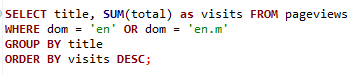 SELECT title, SUM(total) as visits FROM pageviews
WHERE dom = 'en' OR dom = 'en.m'
GROUP BY title
ORDER BY visits DESC;